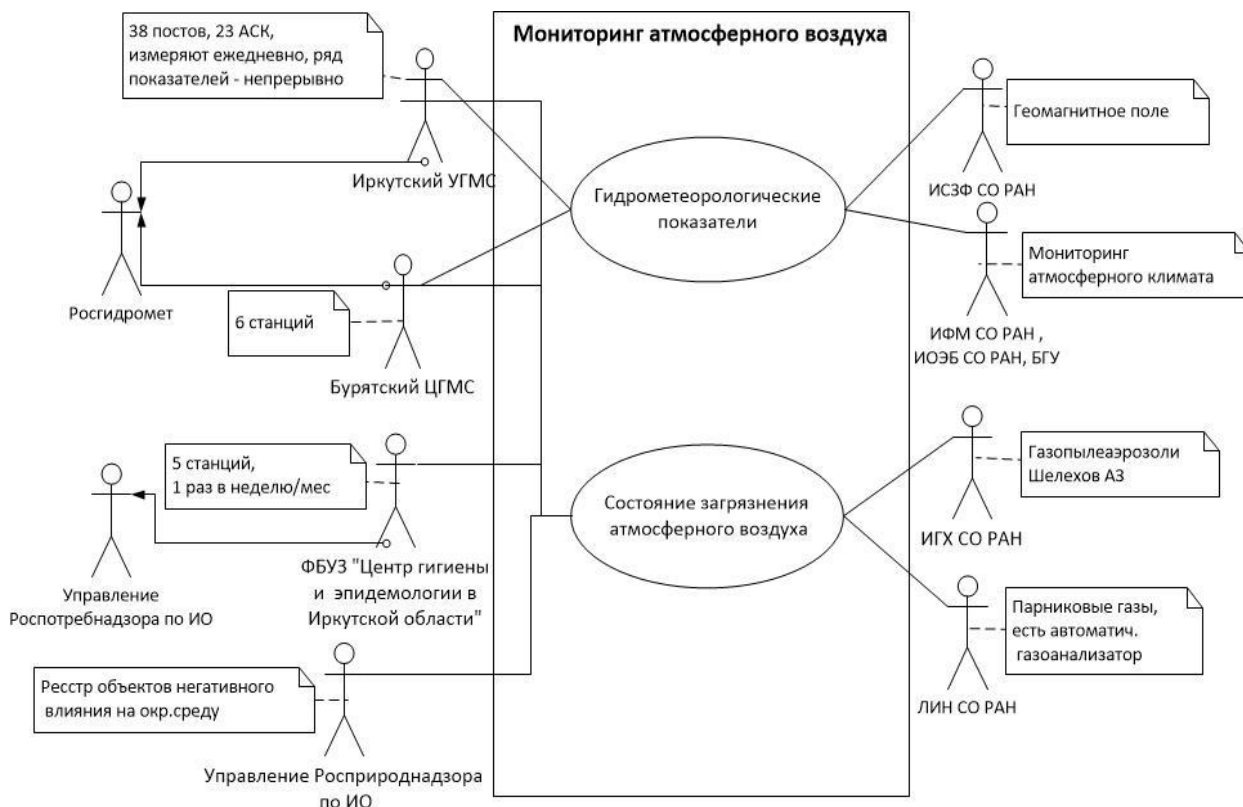 38 постов, 23 АСК,
измеряют ежедневно, ряд
показателей - непрерывно
Иркутский УГМС
Росгидромет
6 станций
Бурятский ЦГМС
5 станций,
1 раз в неделю/мес
ФБУЗ "Центр гигиены
и эпидемологии в
Иркутской области"
Управление
Роспотребнадзора по ИО
Ресстр объектов негативного
влияния на окр.среду
Управление Росприроднадзора
по ИО
Мониторинг атмосферного воздуха
Гидрометеорологические
показатели
Состояние загрязнения
атмосферного воздуха
Геомагнитное поле
ИСЗФ СО РАН
Мониторинг
атмосферного климата
ИФМ СО РАН ,
ИОЭБ СО РАН, БГУ
Газопылеаэрозоли
Шелехов АЗ
ИГХ СО РАН
Парниковые газы,
есть автоматич.
газоанализатор
ЛИН СО РАН